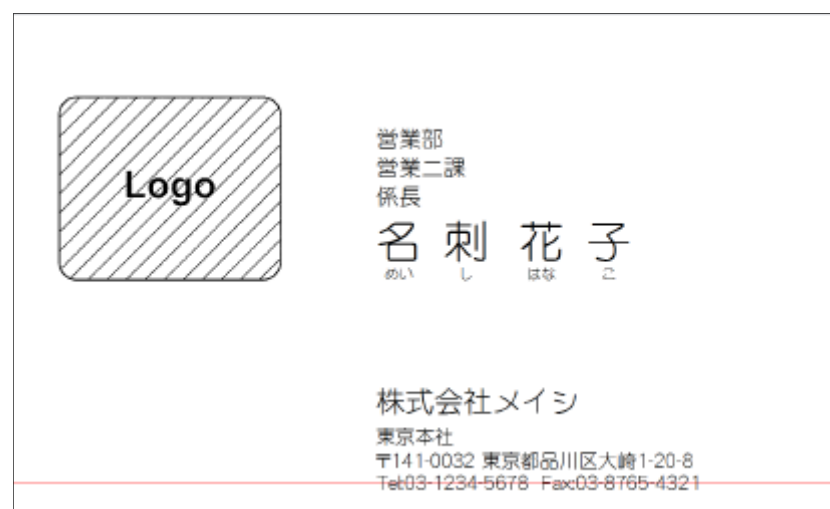 Logo
営業部
営業二課
係長
名刺花子
めい し はな こ
株式会社メイシ
東京本社
〒141-0032 東京都品川区大崎1-20-8
Tel:03-1234-5678 Fax:03-8765-4321